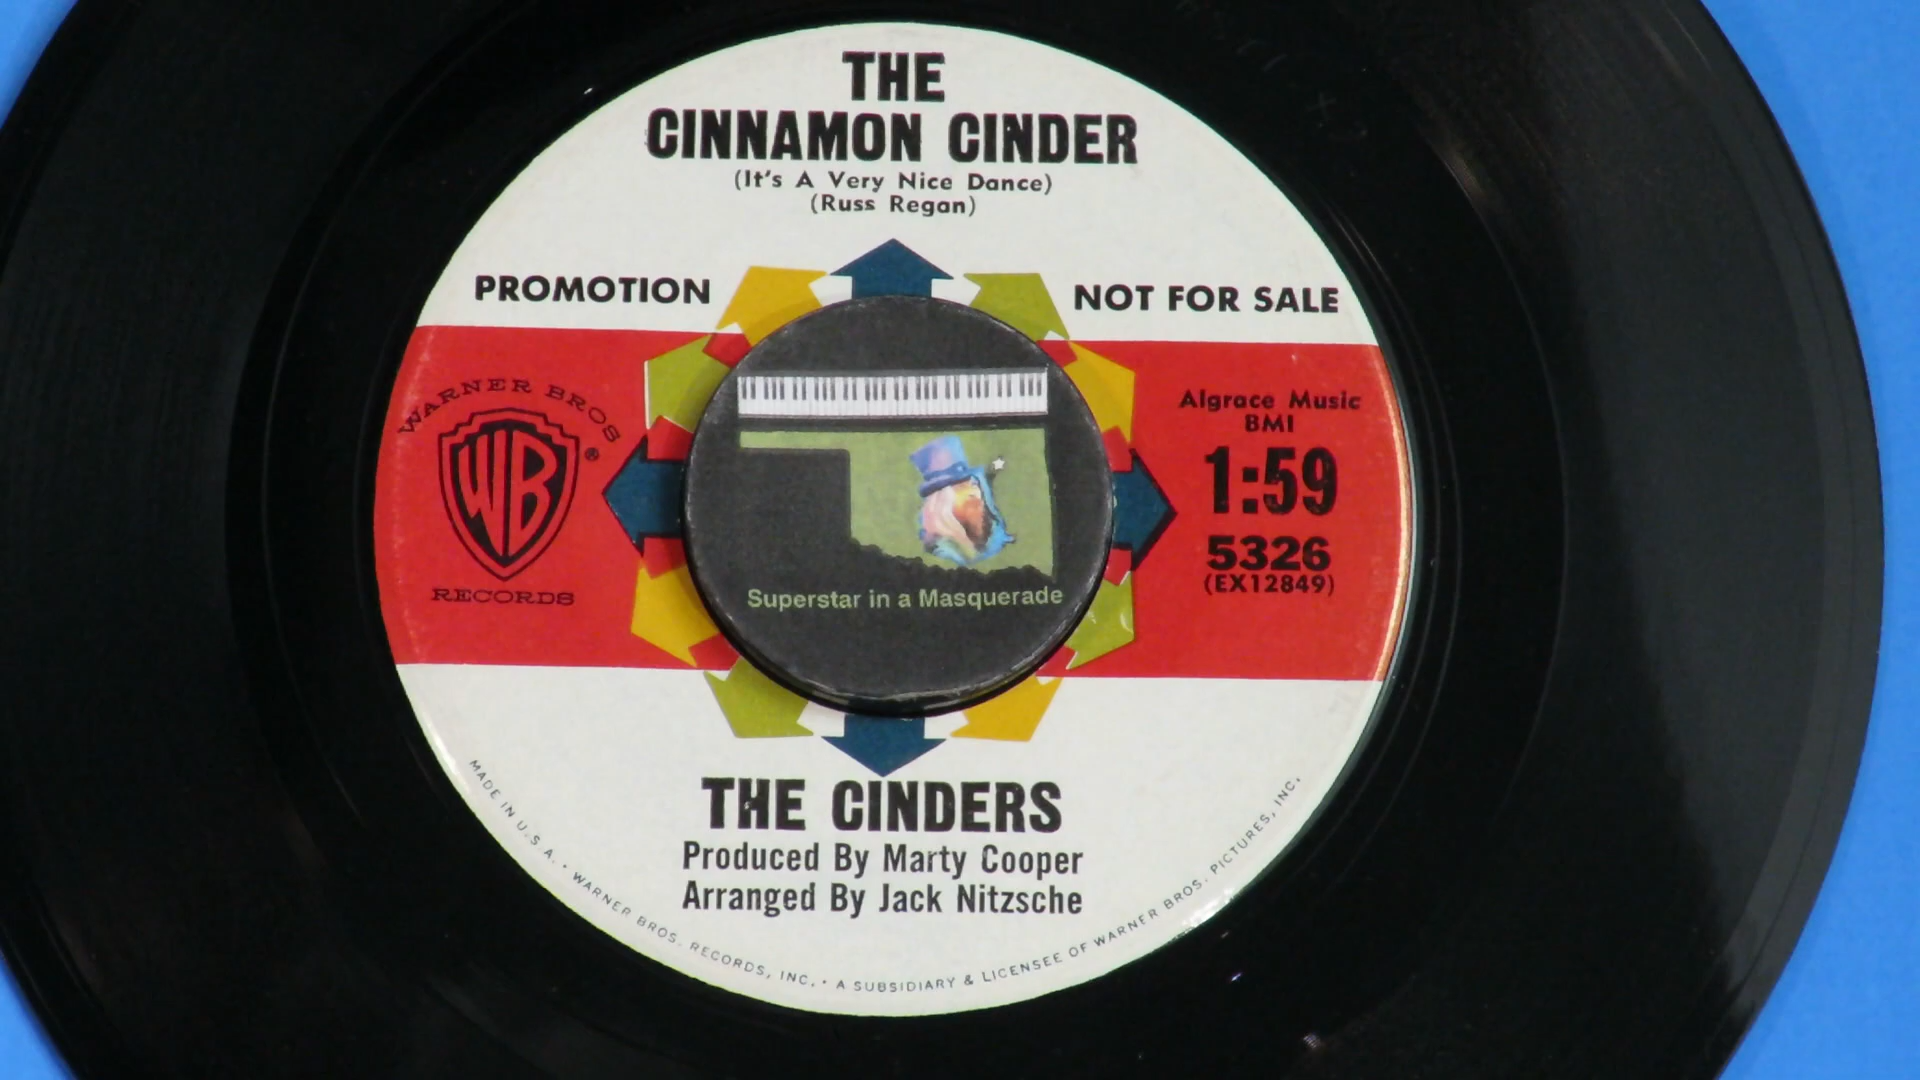 THE
CINNAMON CINDER
(It's A Very Nice Dance)
(Russ Regan)
PROMOTION
NOT FOR SALE
WARNER BROS
®
WB
RECORDS
Algrace Music
BMI
1:59
5326
(EX12849)
Superstar in a Masquerade
THE CINDERS
Produced By Marty Cooper
Arranged By Jack Nitzsche
MADE IN U.S.A. • WARNER BROS. RECORDS, INC. • A SUBSIDIARY & LICENSEE OF WARNER BROS. PICTURES, INC.